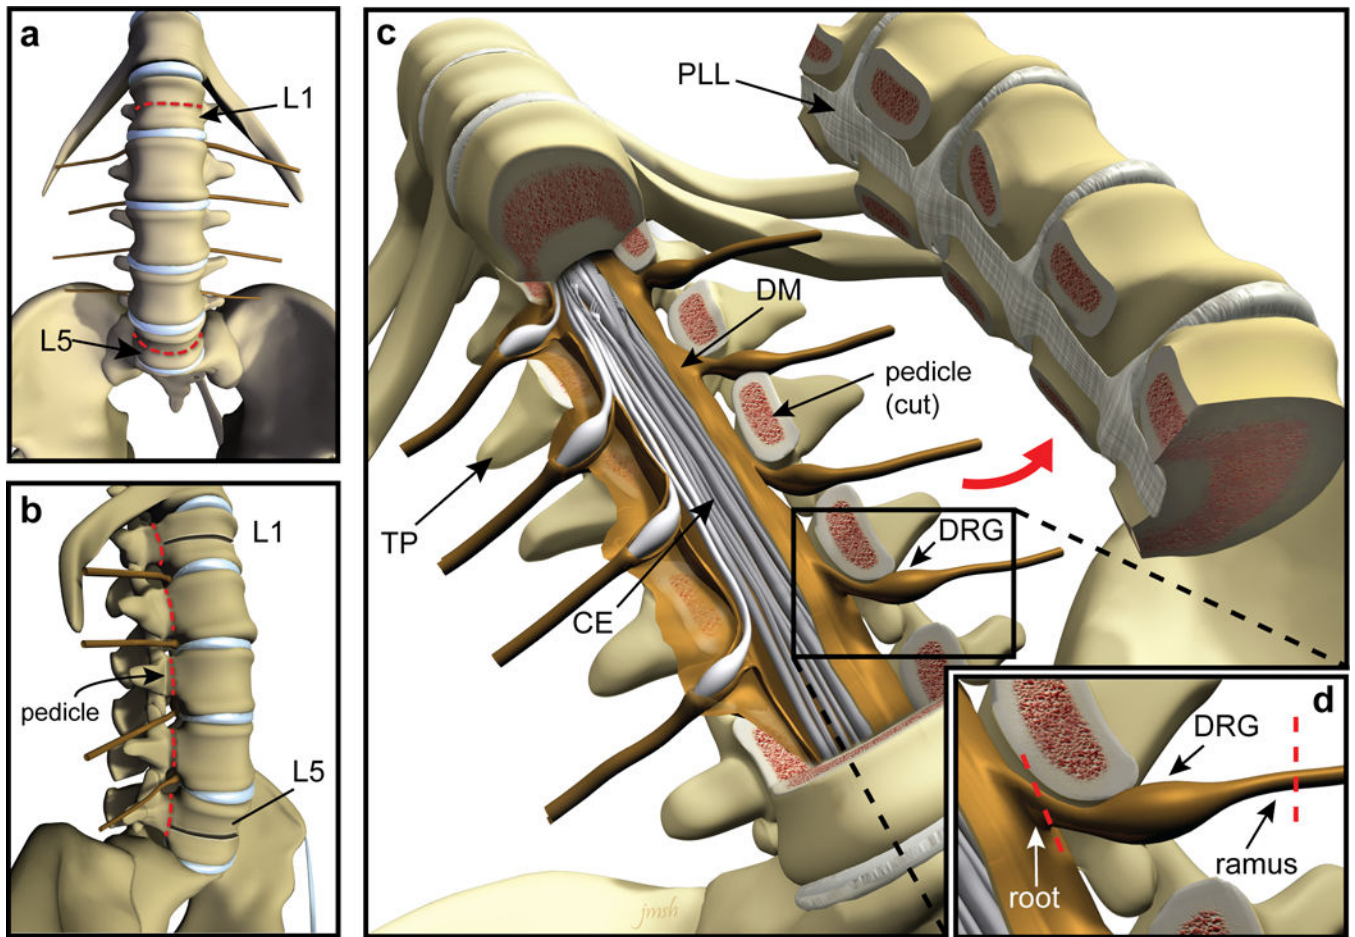 a
L1
L5
b
L1
pedicle
L5
c
PLL
DM
pedicle
(cut)
TP
DRG
CE
jmsh
d
DRG
ramus
root